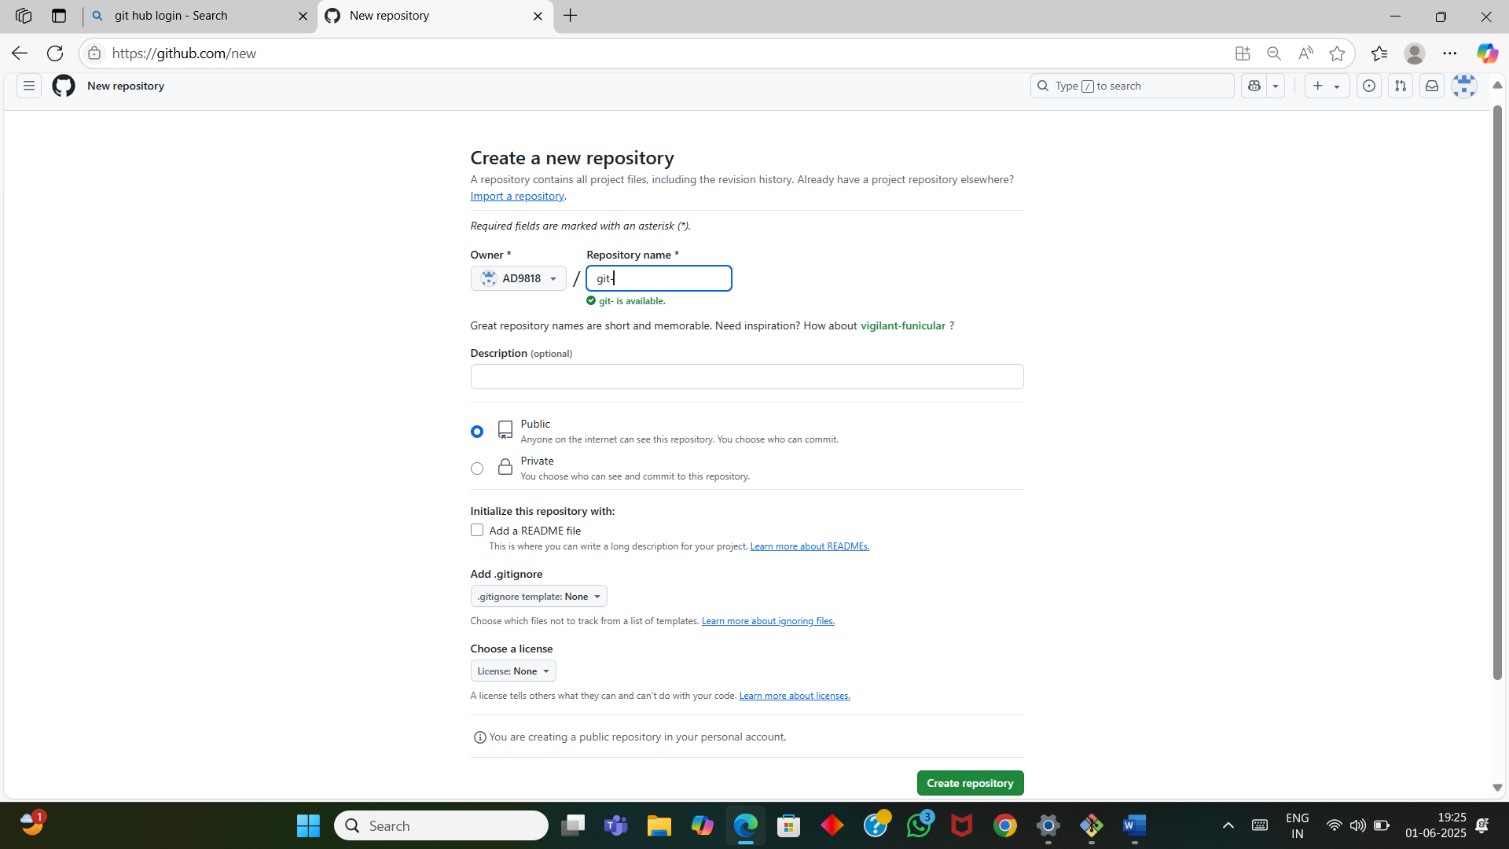 git hub login - Search
New repository
https://github.com/new
New repository
Type / to search
Create a new repository
A repository contains all project files, including the revision history. Already have a project repository elsewhere?
Import a repository.
Required fields are marked with an asterisk (*).
Owner * Repository name *
AD9818 / git-
git- is available.
Great repository names are short and memorable. Need inspiration? How about vigilant-funicular ?
Description (optional)
Public
Anyone on the internet can see this repository. You choose who can commit.
Private
You choose who can see and commit to this repository.
Initialize this repository with:
Add a README file
This is where you can write a long description for your project. Learn more about READMEs.
Add .gitignore
.gitignore template: None
Choose which files not to track from a list of templates. Learn more about ignoring files.
Choose a license
License: None
A license tells others what they can and can't do with your code. Learn more about licenses.
You are creating a public repository in your personal account.
Create repository
1
Search
3
ENG
IN
19:25
01-06-2025